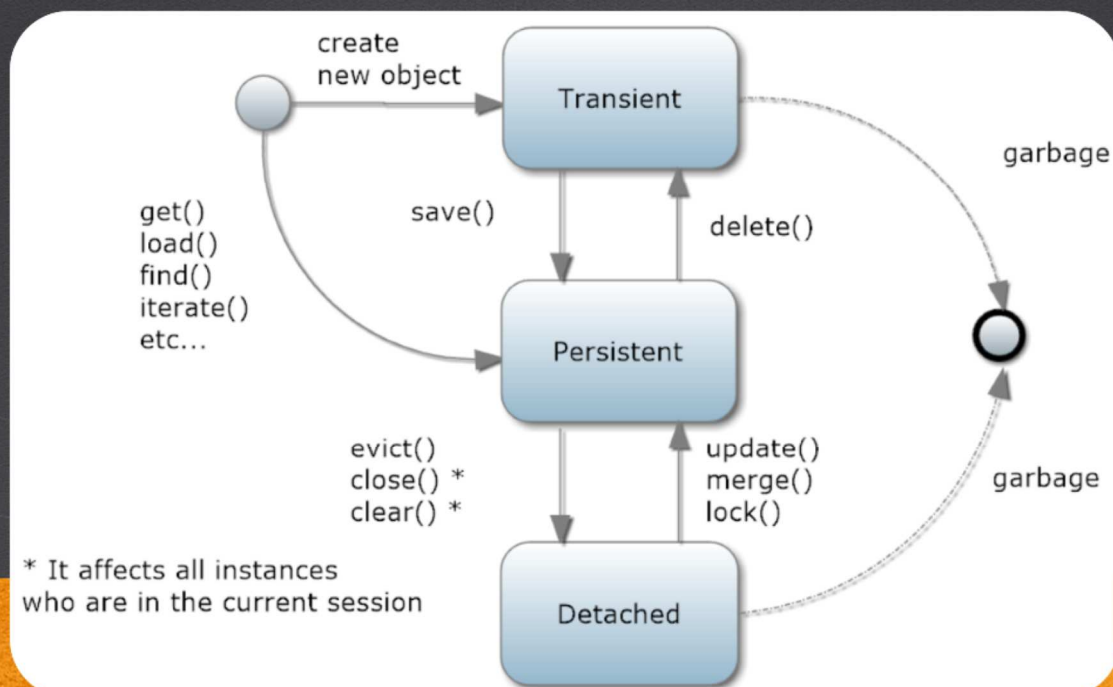 create
new object
Transient
garbage
get()
load()
find()
iterate()
etc...
save()
delete()
Persistent
evict()
close() *
clear() *
update()
merge()
lock()
garbage
* It affects all instances
who are in the current session
Detached